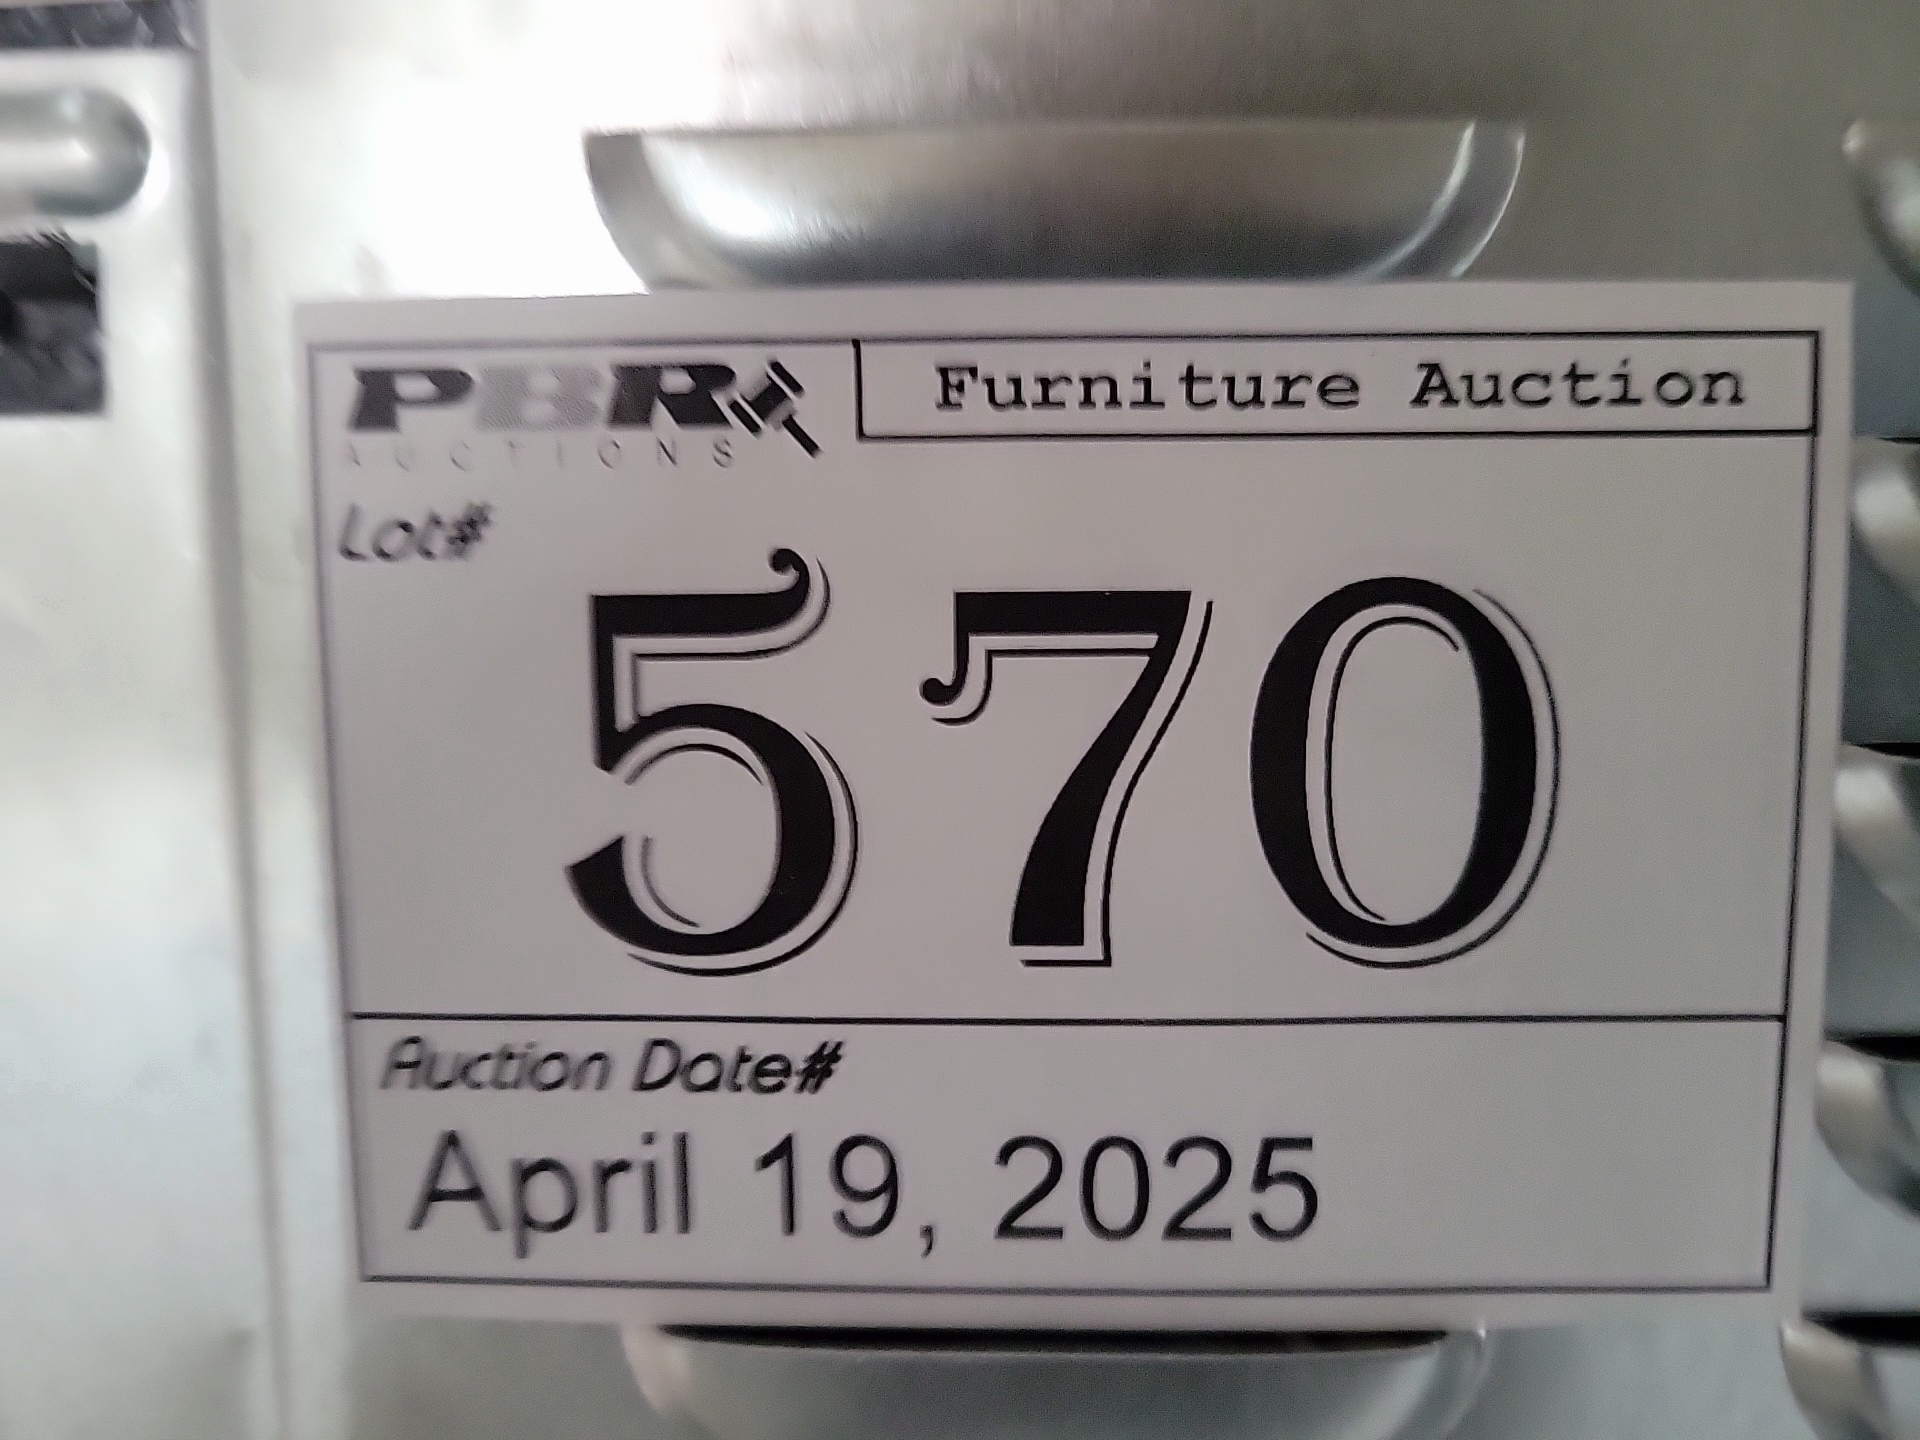 PBR
AUCTIONS
Furniture Auction
Lot#
570
Auction Date#
April 19, 2025